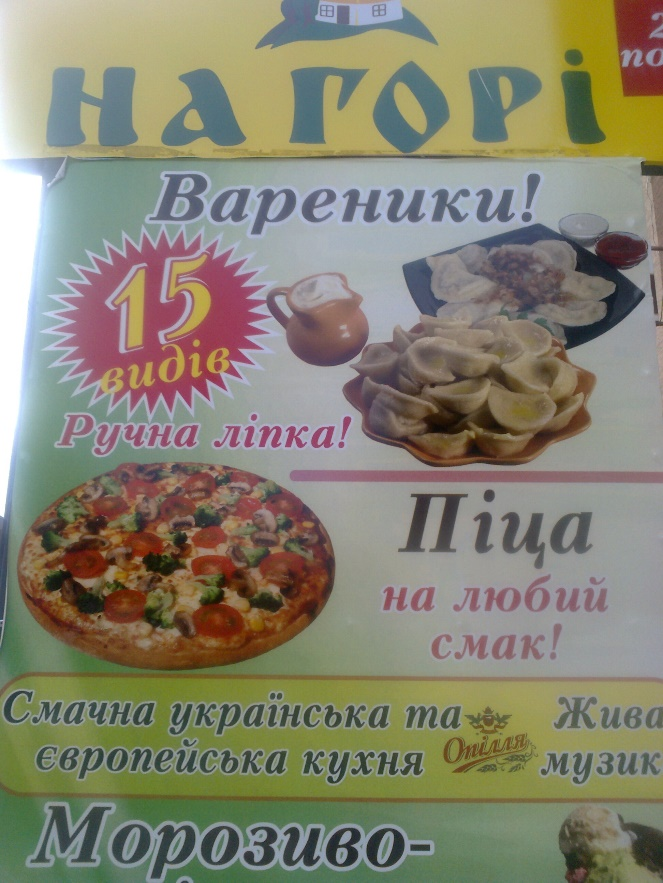 НА ГОРІ
Вареники!
15
видів
Ручна ліпка!
Піца
на любий
смак!
Смачна українська та
європейська кухня
Опілля
Жива
музик
Морозиво-